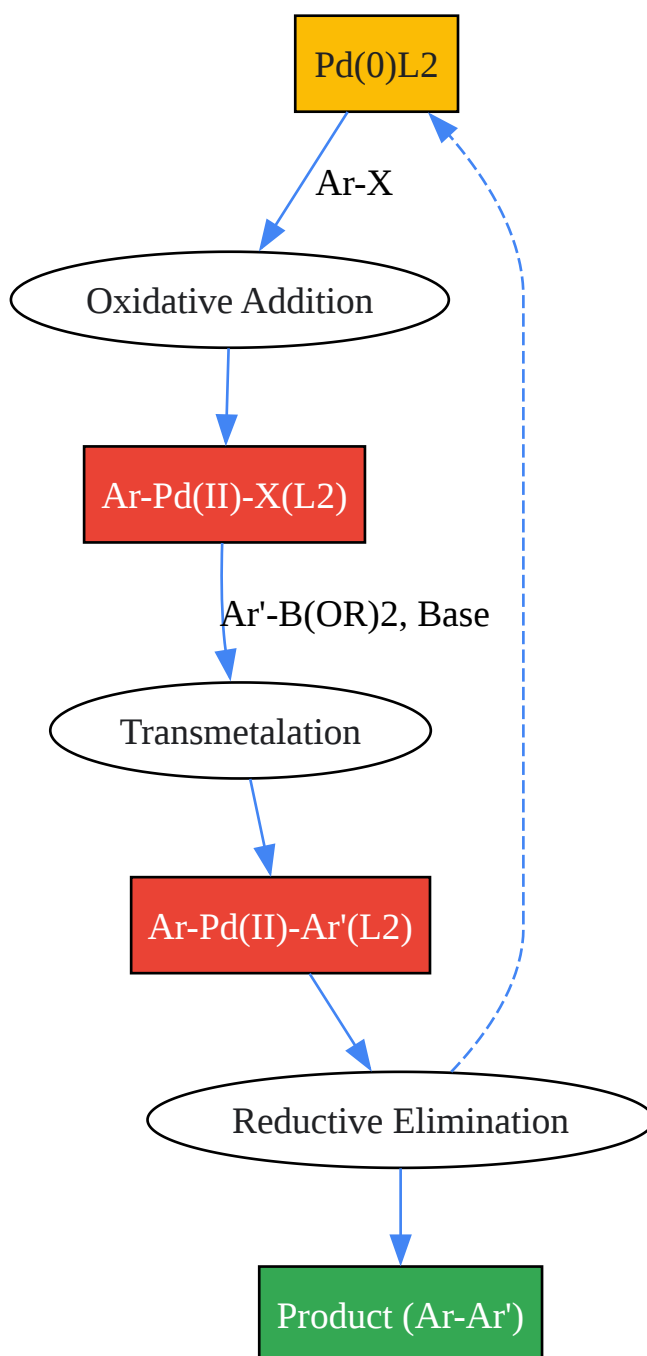 Pd(0)L2
Ar-X
Oxidative Addition
Ar-Pd(II)-X(L2)
Ar'-B(OR)2, Base
Transmetalation
Ar-Pd(II)-Ar'(L2)
Reductive Elimination
Product (Ar-Ar')